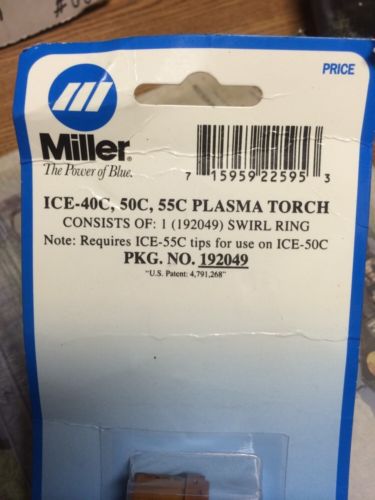 PRICE
Miller®
The Power of Blue.
7 15959 22595 3
ICE-40C, 50C, 55C PLASMA TORCH
CONSISTS OF: 1 (192049) SWIRL RING
Note: Requires ICE-55C tips for use on ICE-50C
PKG. NO. 192049
"U.S. Patent: 4,791,268"